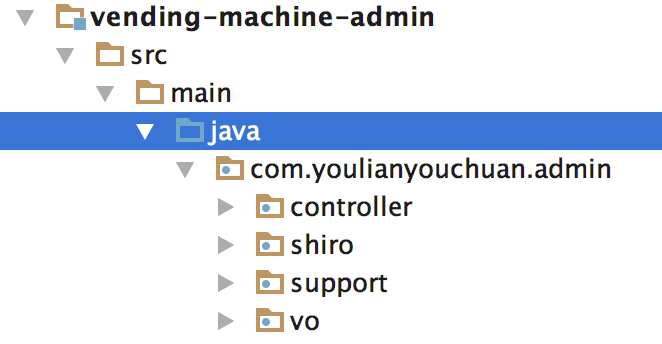 vending-machine-admin
src
main
java
com.youlianyouchuan.admin
controller
shiro
support
vo